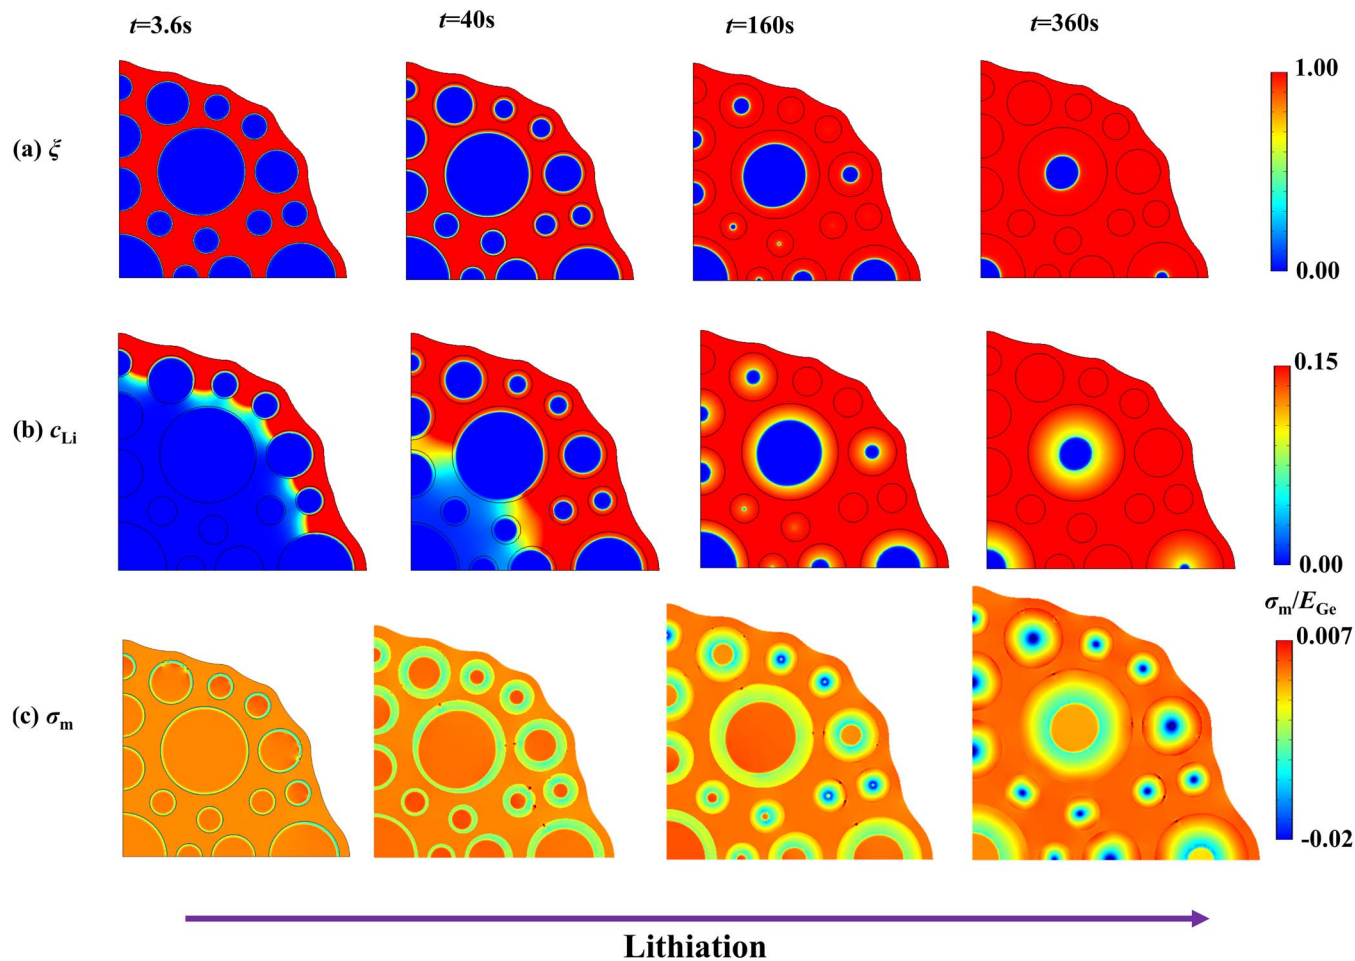 t=3.6s t=40s t=160s t=360s
(a) ξ
1.00
0.00
(b) cLi
0.15
0.00
(c) σm
σm/EGe
0.007
-0.02
Lithiation